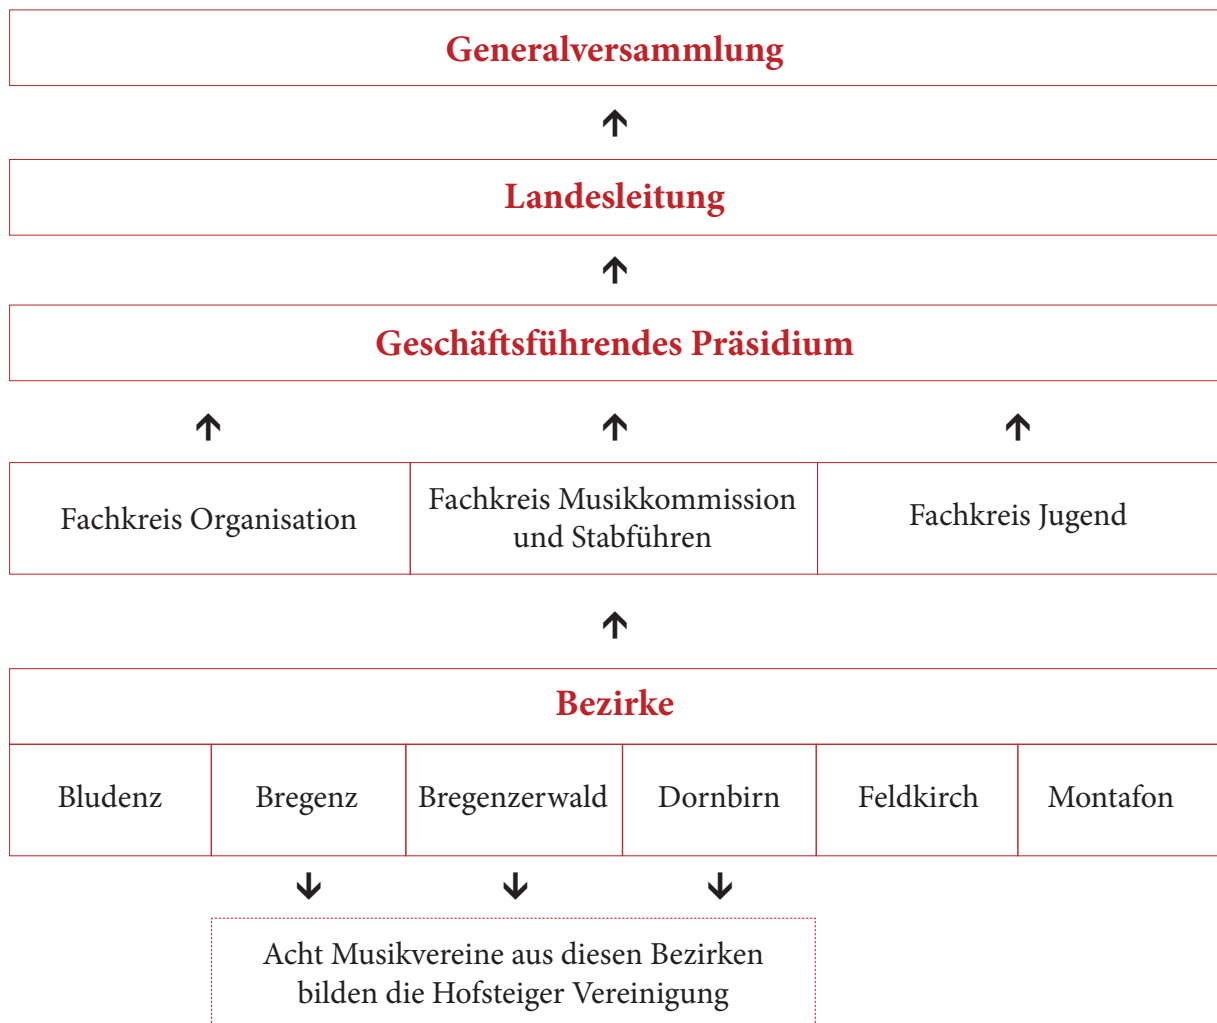 Generalversammlung
Landesleitung
Geschäftsführendes Präsidium
Fachkreis Organisation
Fachkreis Musikkommission
und Stabführen
Fachkreis Jugend
Bezirke
Bludenz
Bregenz
Bregenzerwald
Dornbirn
Feldkirch
Montafon
Acht Musikvereine aus diesen Bezirken
bilden die Hofsteiger Vereinigung